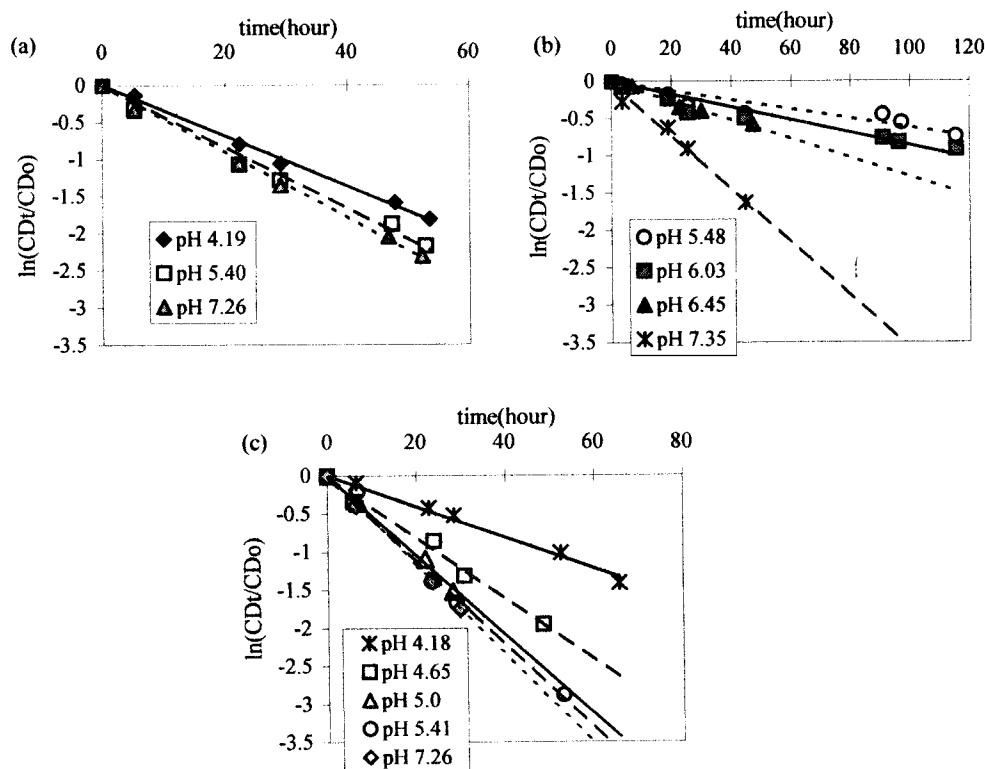 time(hour)
(a)
0 20 40 60
0
-0.5
-1
-1.5
-2
-2.5
-3
-3.5
ln(CDt/CDo)
pH 4.19
pH 5.40
pH 7.26
time(hour)
(b)
0 20 40 60 80 100 120
0
-0.5
-1
-1.5
-2
-2.5
-3
-3.5
ln(CDt/CDo)
pH 5.48
pH 6.03
pH 6.45
pH 7.35
time(hour)
(c)
0 20 40 60 80
0
-0.5
-1
-1.5
-2
-2.5
-3
-3.5
ln(CDt/CDo)
pH 4.18
pH 4.65
pH 5.0
pH 5.41
pH 7.26